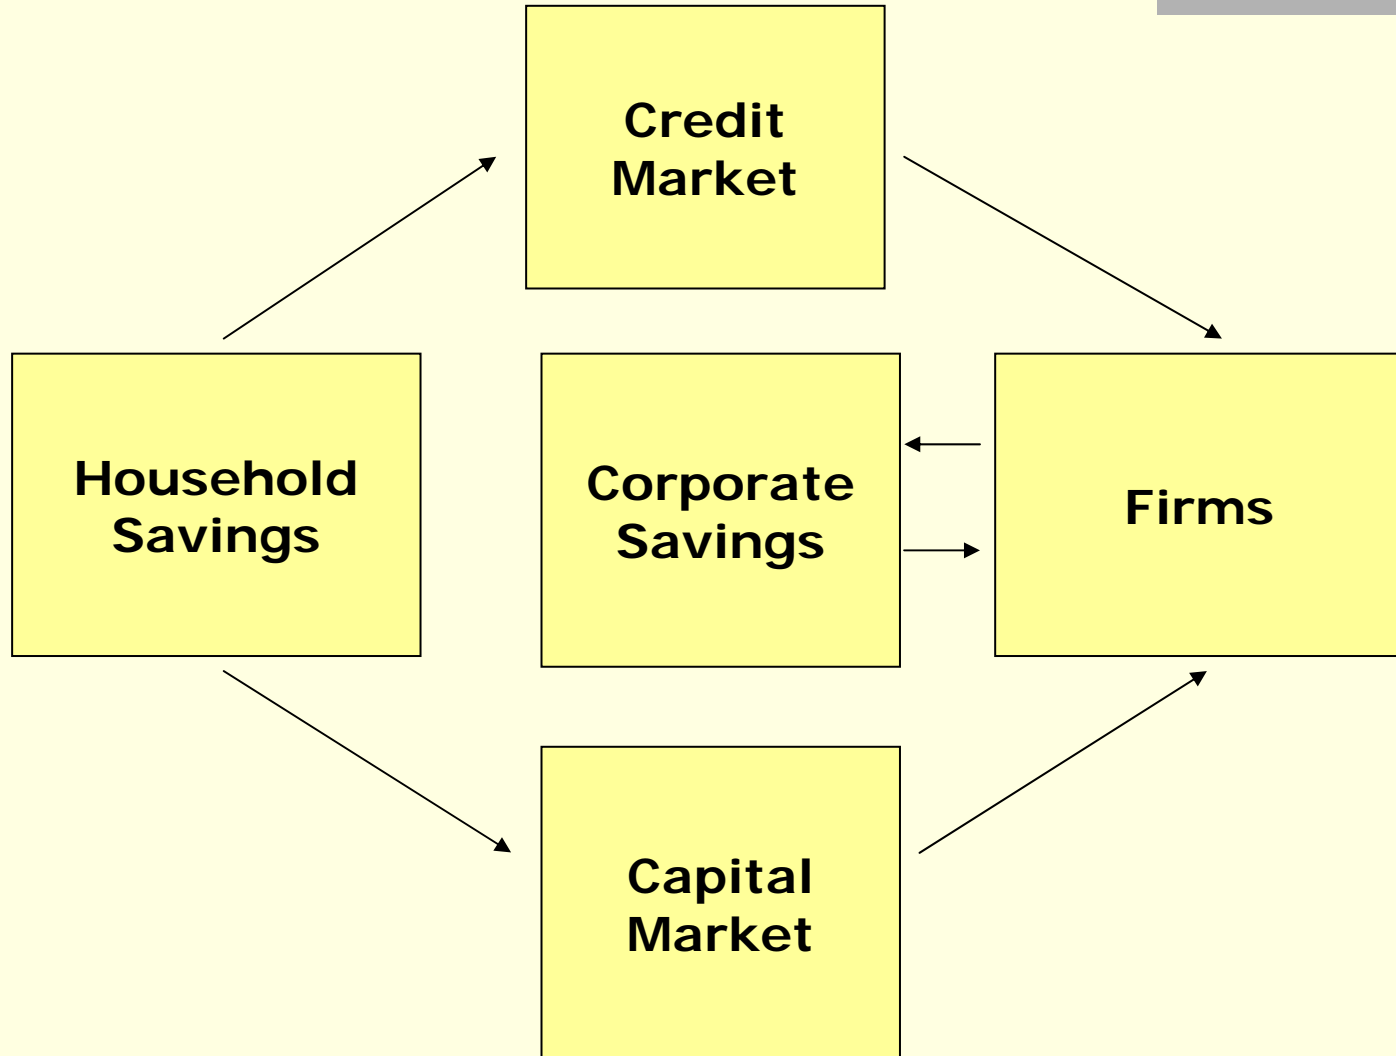 Credit
Market
Household
Savings
Corporate
Savings
Firms
Capital
Market